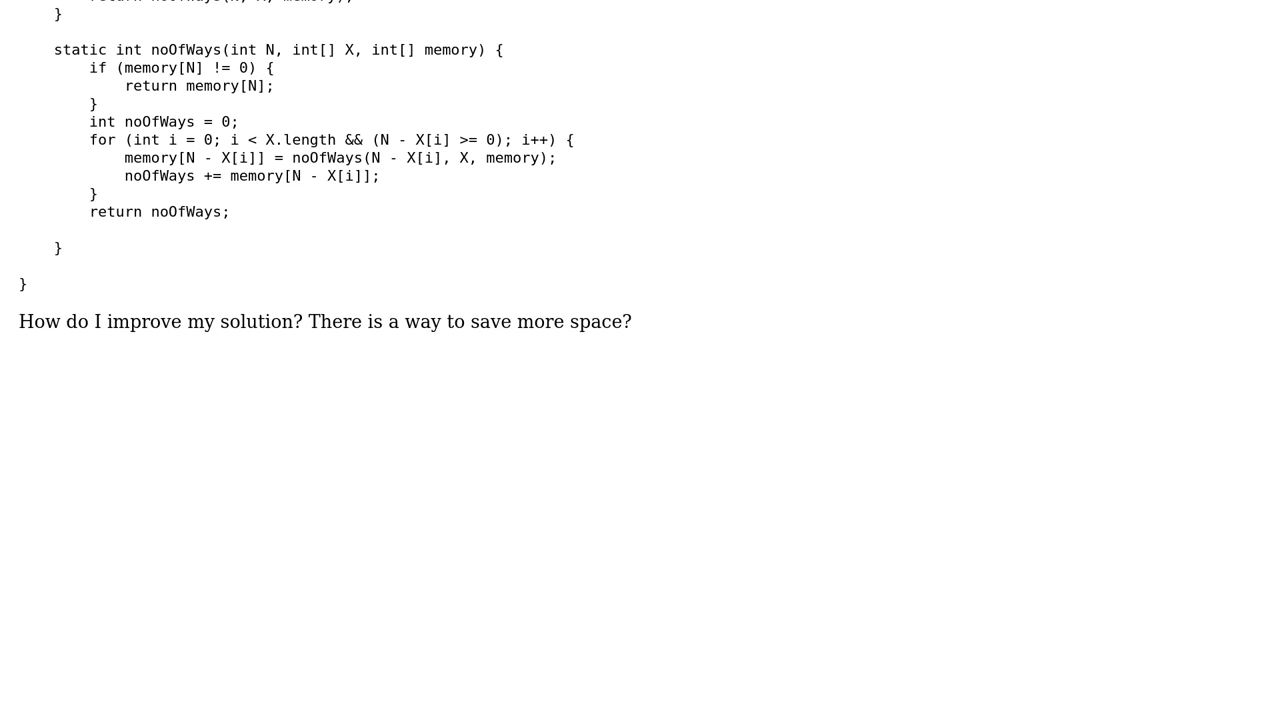 }
static int noOfWays(int N, int[] X, int[] memory) {
if (memory[N] != 0) {
return memory[N];
}
int noOfWays = 0;
for (int i = 0; i < X.length && (N - X[i] >= 0); i++) {
memory[N - X[i]] = noOfWays(N - X[i], X, memory);
noOfWays += memory[N - X[i]];
}
return noOfWays;
}
}
How do I improve my solution? There is a way to save more space?